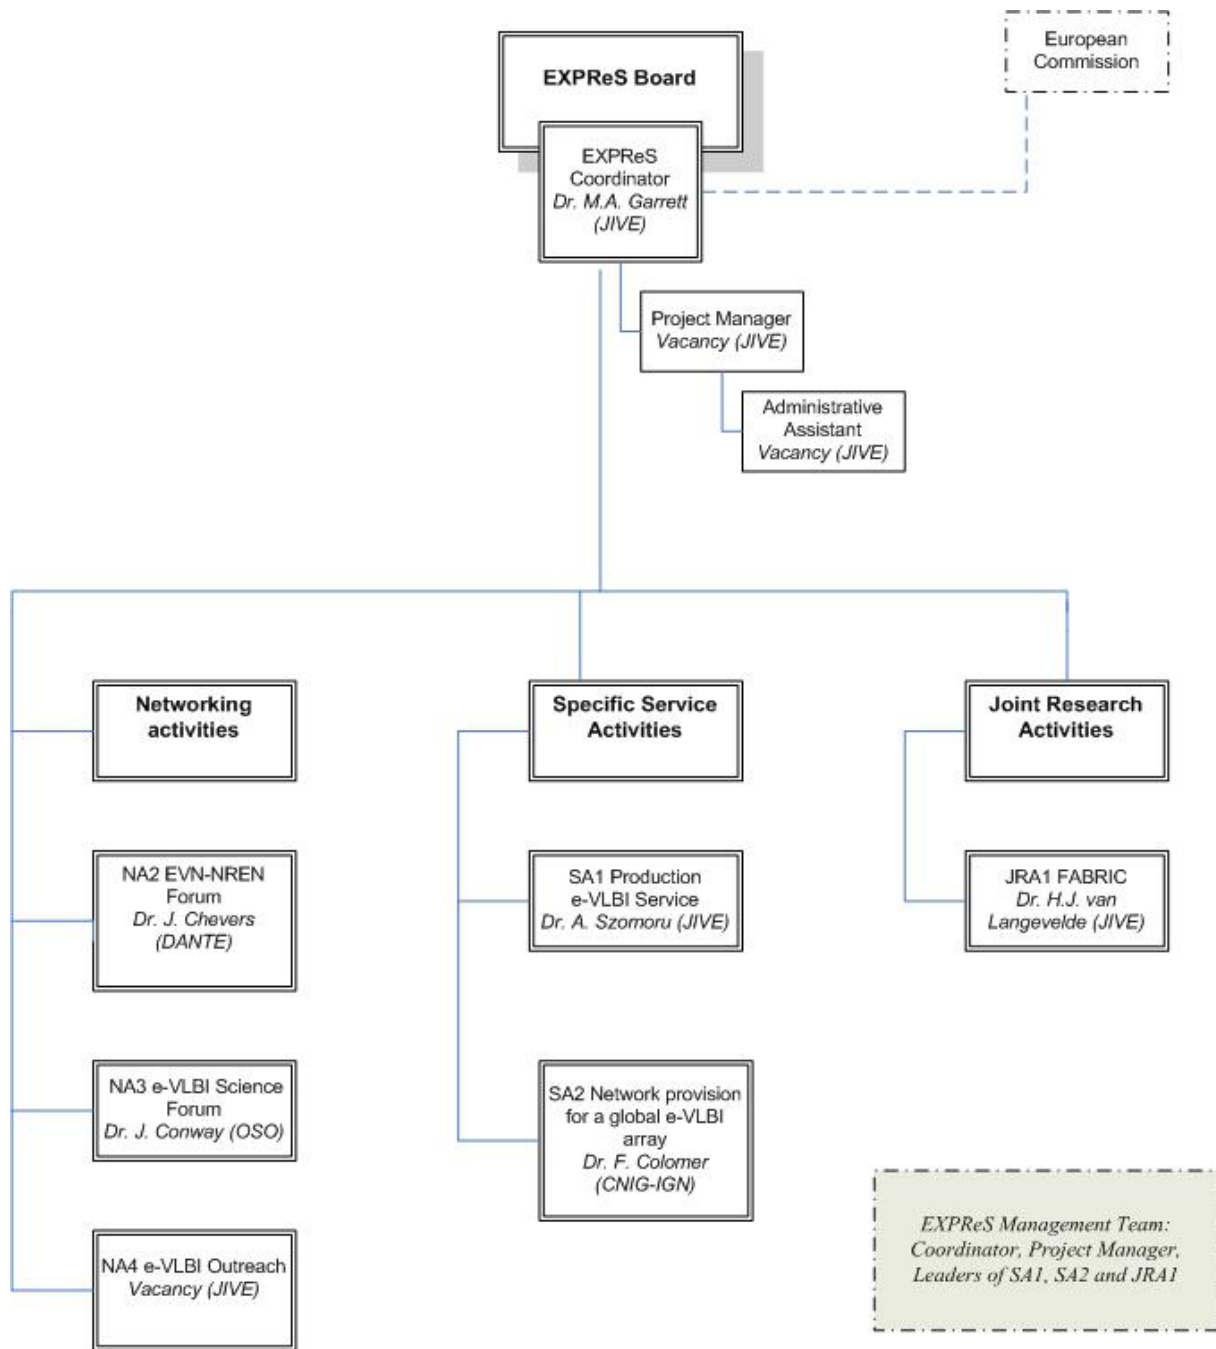 European
Commission
EXPReS Board
EXPReS
Coordinator
Dr. M.A. Garrett
(JIVE)
Project Manager
Vacancy (JIVE)
Administrative
Assistant
Vacancy (JIVE)
Networking
activities
NA2 EVN-NREN
Forum
Dr. J. Chevers
(DANTE)
NA3 e-VLBI Science
Forum
Dr. J. Conway (OSO)
NA4 e-VLBI Outreach
Vacancy (JIVE)
Specific Service
Activities
SA1 Production
e-VLBI Service
Dr. A. Szomoru (JIVE)
SA2 Network provision
for a global e-VLBI
array
Dr. F. Colomer
(CNIG-IGN)
Joint Research
Activities
JRA1 FABRIC
Dr. H.J. van
Langevelde (JIVE)
EXPReS Management Team:
Coordinator, Project Manager,
Leaders of SA1, SA2 and JRA1